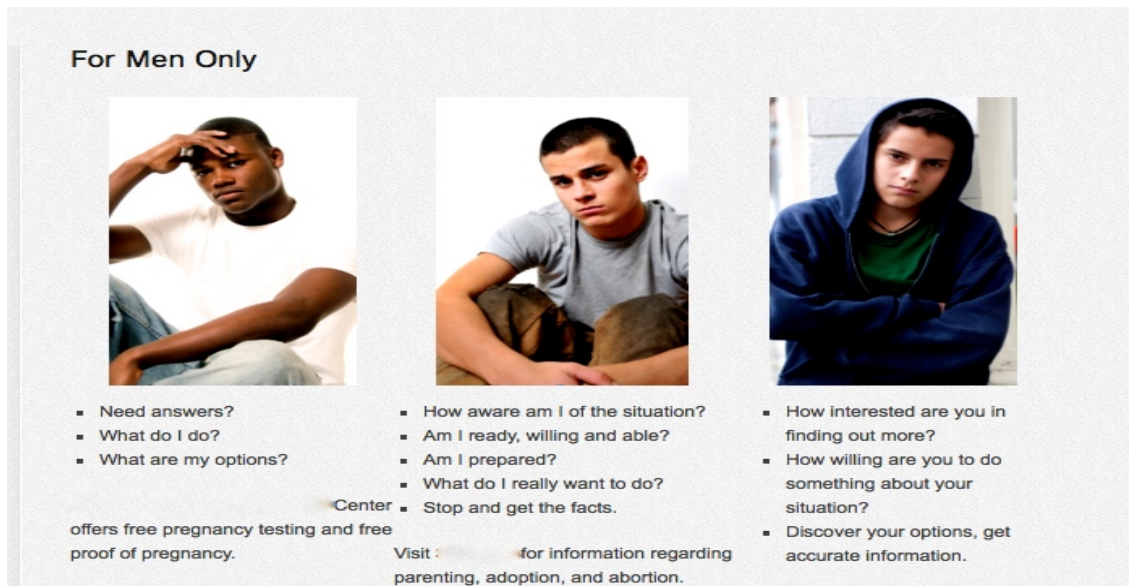 For Men Only
Need answers?
What do I do?
What are my options?
Center
offers free pregnancy testing and free
proof of pregnancy.
How aware am I of the situation?
Am I ready, willing and able?
Am I prepared?
What do I really want to do?
Stop and get the facts.
Visit for information regarding
parenting, adoption, and abortion.
How interested are you in
finding out more?
How willing are you to do
something about your
situation?
Discover your options, get
accurate information.